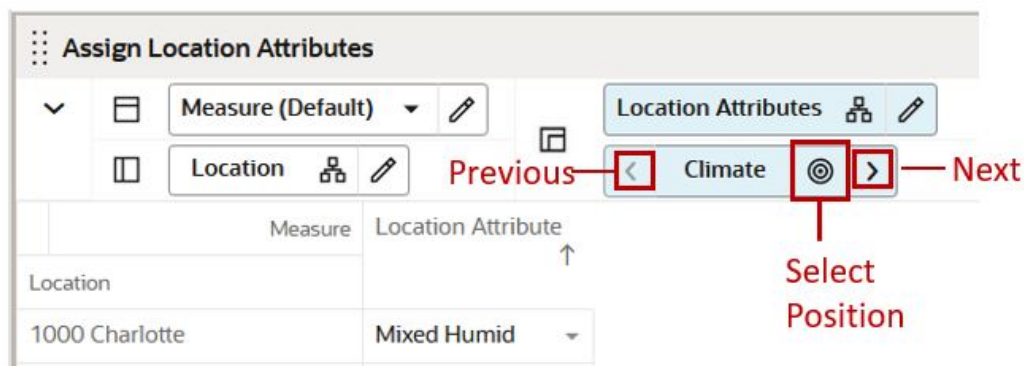 Assign Location Attributes
Measure (Default)
Location Attributes
Location
Previous
Climate
Next
Measure
Location Attribute
Select
Position
Location
1000 Charlotte
Mixed Humid